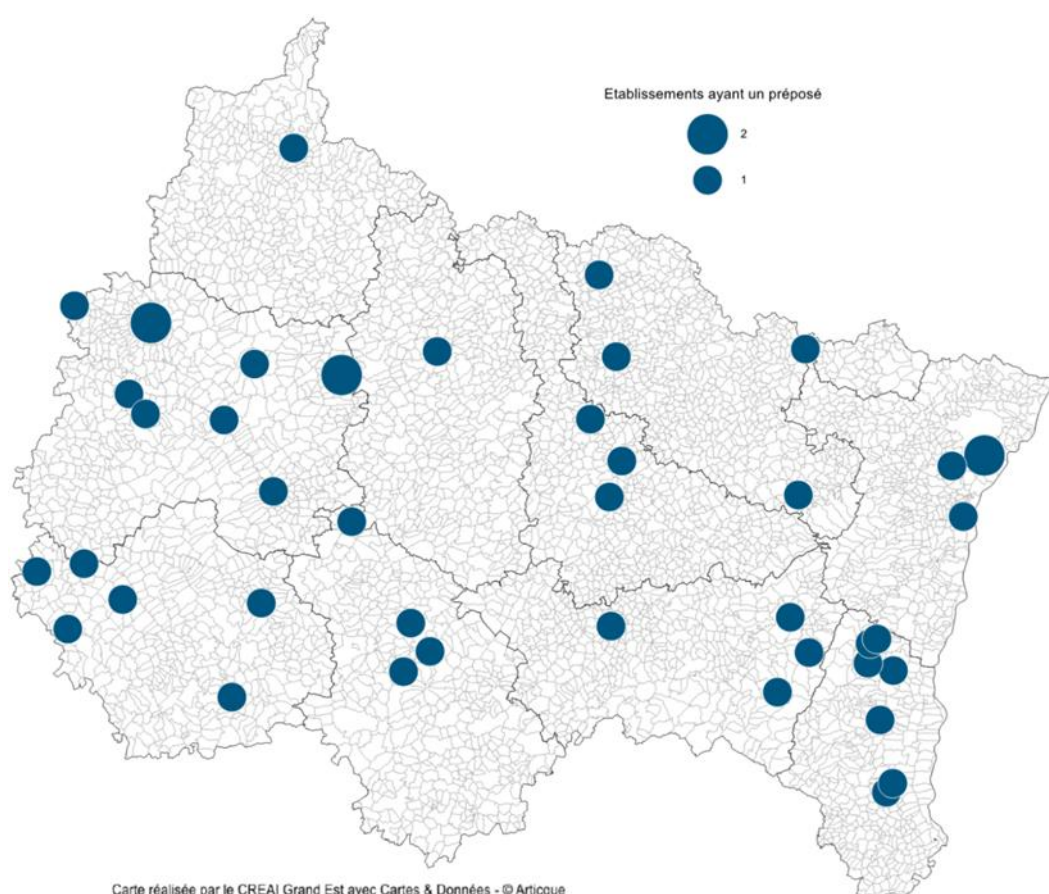 Etablissements ayant un préposé
2
1
Carte réalisée par le CREAI Grand Est avec Cartes & Données - © Articque